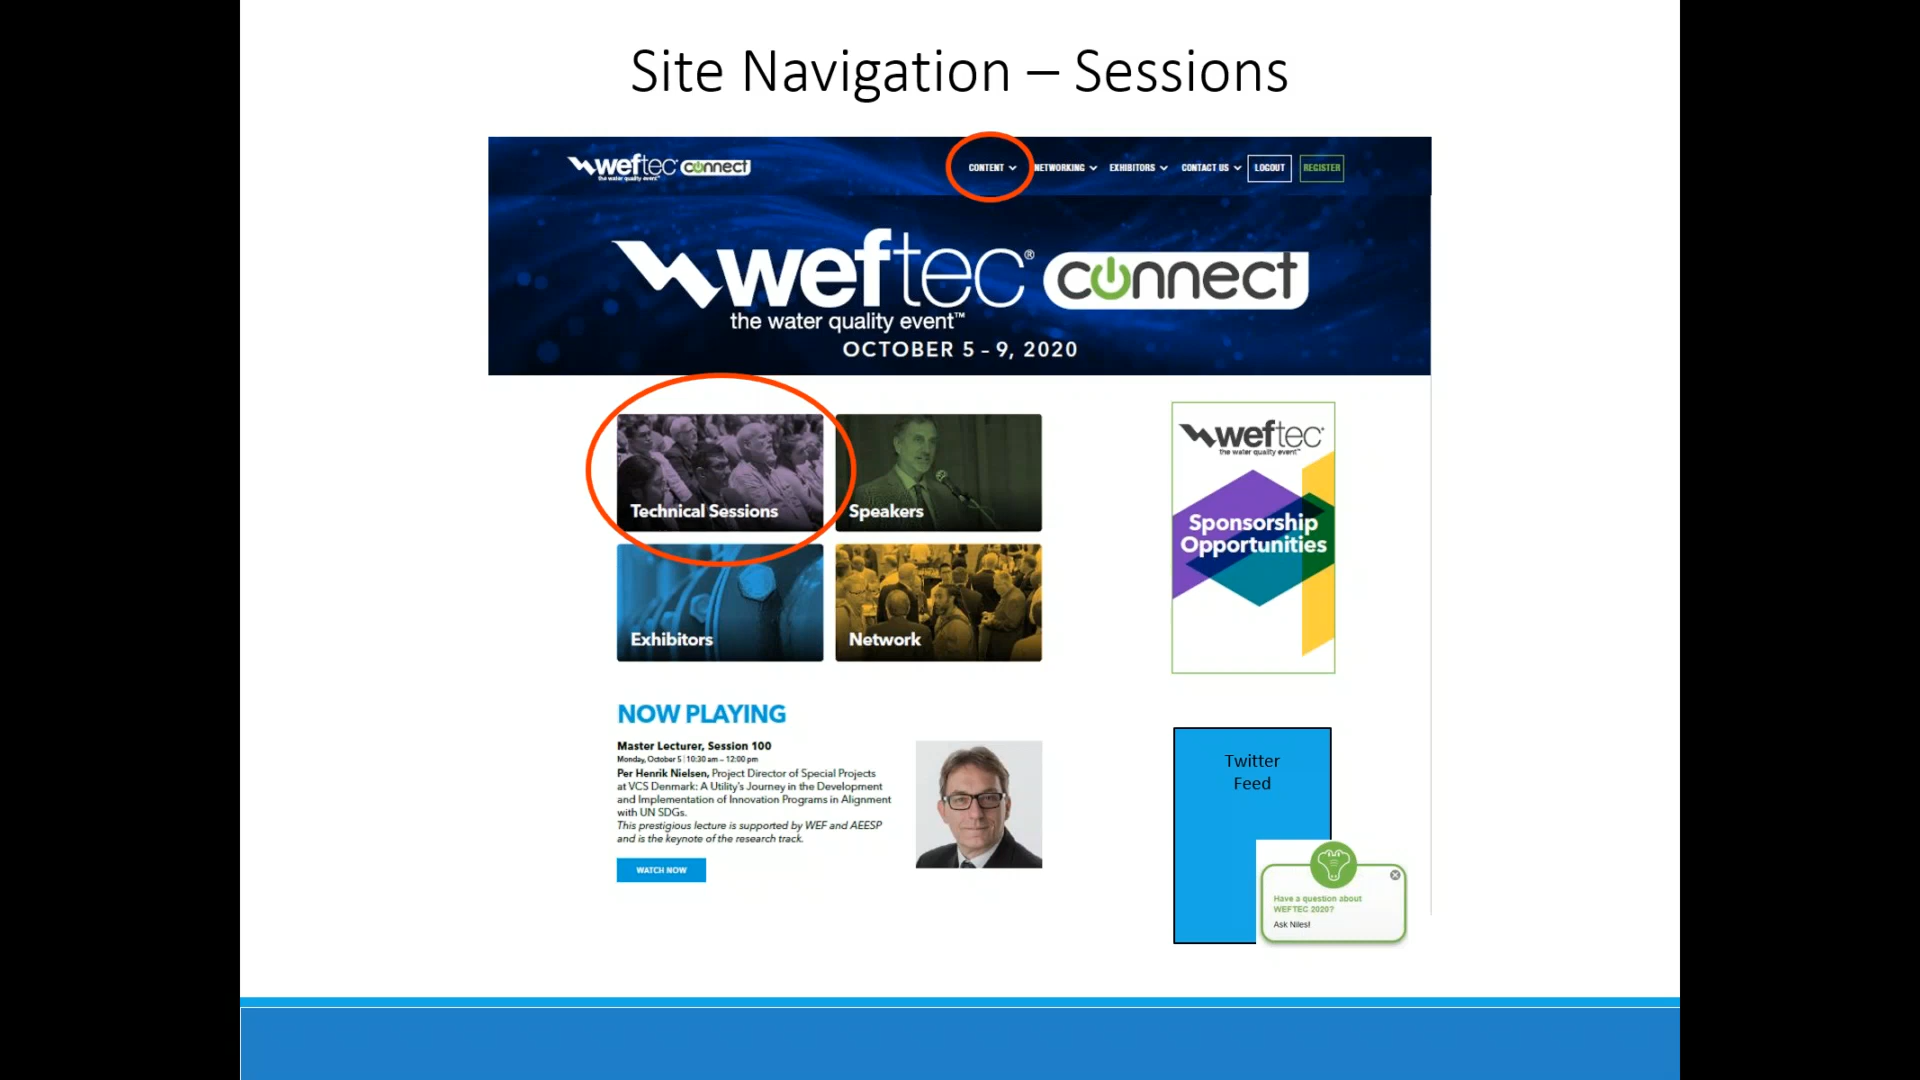 Site Navigation – Sessions
weftec connect
the water quality event™
CONTENT
NETWORKING
EXHIBITORS
CONTACT US
LOGOUT
REGISTER
weftec® connect
the water quality event™
OCTOBER 5 – 9, 2020
Technical Sessions
Speakers
Exhibitors
Network
weftec
the water quality event™
Sponsorship
Opportunities
NOW PLAYING
Master Lecturer, Session 100
Monday, October 5 | 10:30 am – 12:00 pm
Per Henrik Nielsen, Project Director of Special Projects
at VCS Denmark: A Utility's Journey in the Development
and Implementation of Innovation Programs in Alignment
with UN SDGs.
This prestigious lecture is supported by WEF and AEESP
and is the keynote of the research track.
WATCH NOW
Twitter
Feed
Have a question about
WEFTEC 2020?
Ask Niles!